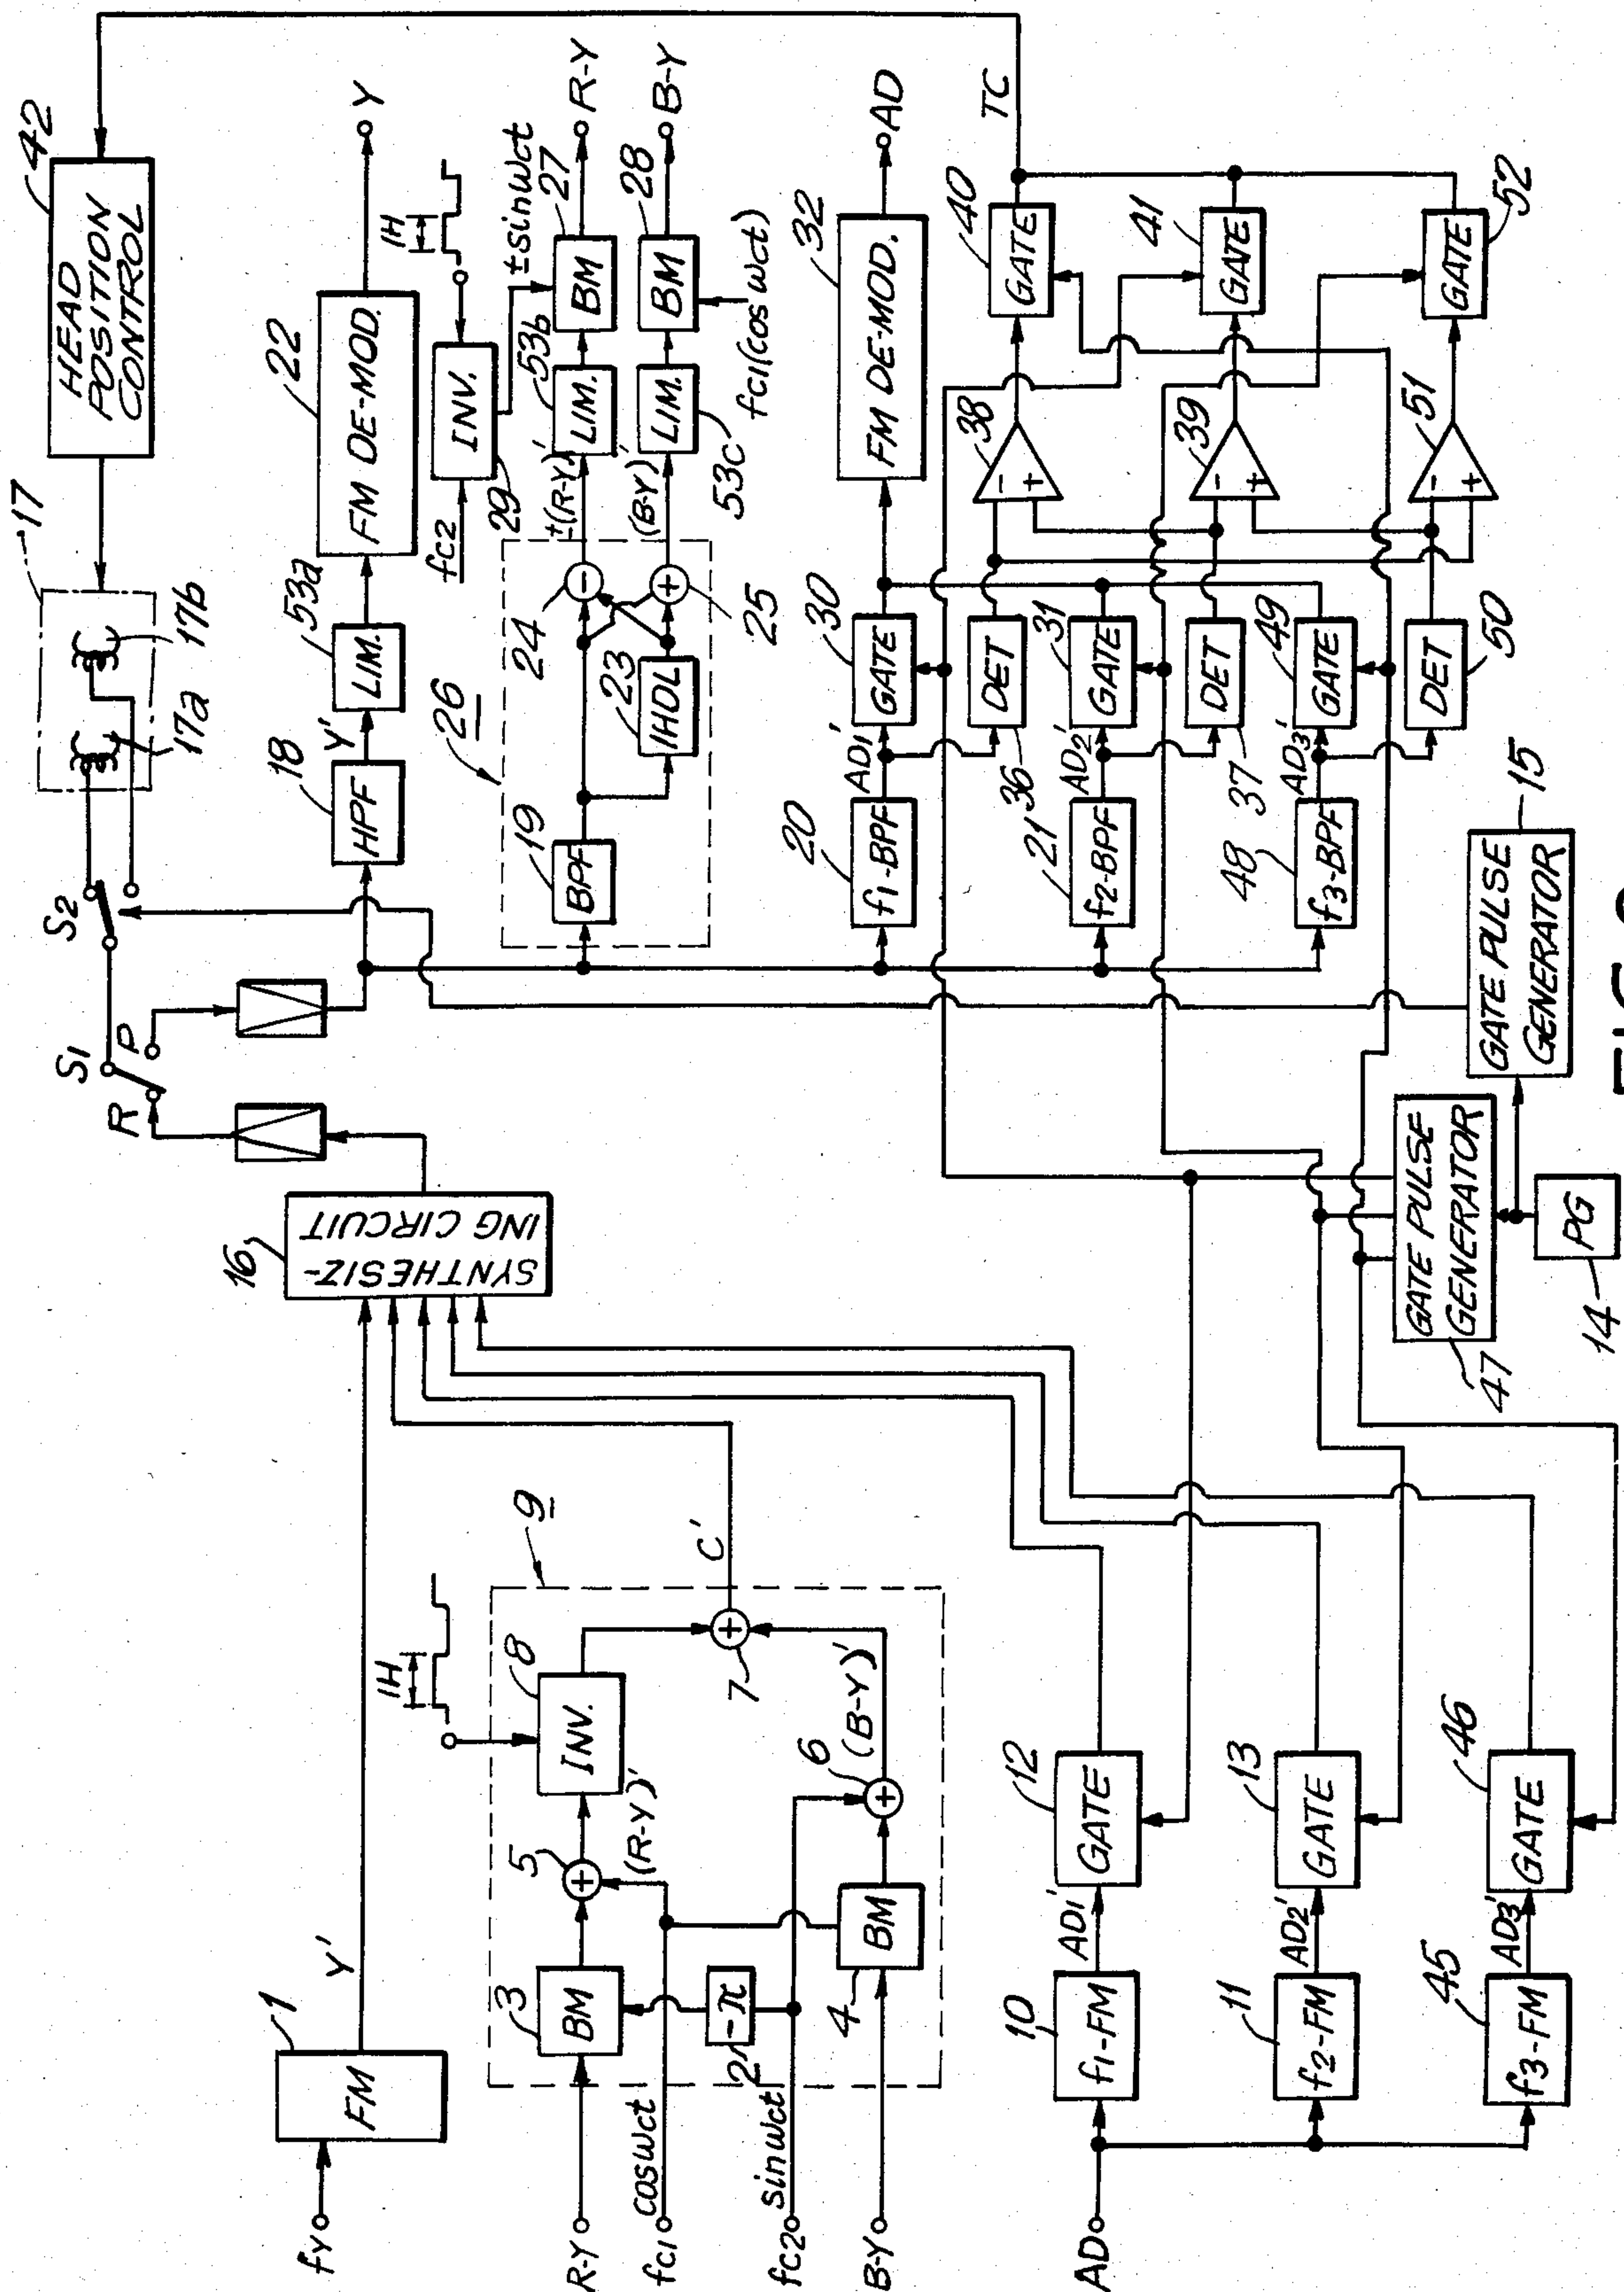 42
HEAD
POSITION
CONTROL
17
17a
17b
S2
S1
R
P
18
HPF
Y'
53a
LIM.
22
FM DE-MOD.
Y
1H
fc2
INV.
29
±sinWct
26
19
BPF
23
1HDL
24
−
+
25
±(R-Y)'
(B-Y)'
53b
LIM.
LIM.
53c
BM
27
R-Y
BM
28
B-Y
fc1(cosWct)
20
f1-BPF
AD1'
30
GATE
DET
36
32
FM DE-MOD.
AD
21
f2-BPF
AD2'
31
GATE
DET
37
48
f3-BPF
AD3'
49
GATE
DET
50
38
−
+
39
−
+
51
−
+
40
GATE
41
GATE
52
GATE
TC
15
GATE PULSE
GENERATOR
47
GATE PULSE
GENERATOR
14
PG
16
SYNTHESIZ-
ING CIRCUIT
fY
1
FM
Y'
9
1H
8
INV.
C'
7
+
R-Y
3
BM
5
+
(R-Y)'
fc1
cosWct
2
-π
fc2
sinWct
B-Y
4
BM
6
+
(B-Y)'
AD
10
f1-FM
AD1'
12
GATE
11
f2-FM
AD2'
13
GATE
45
f3-FM
AD3'
46
GATE